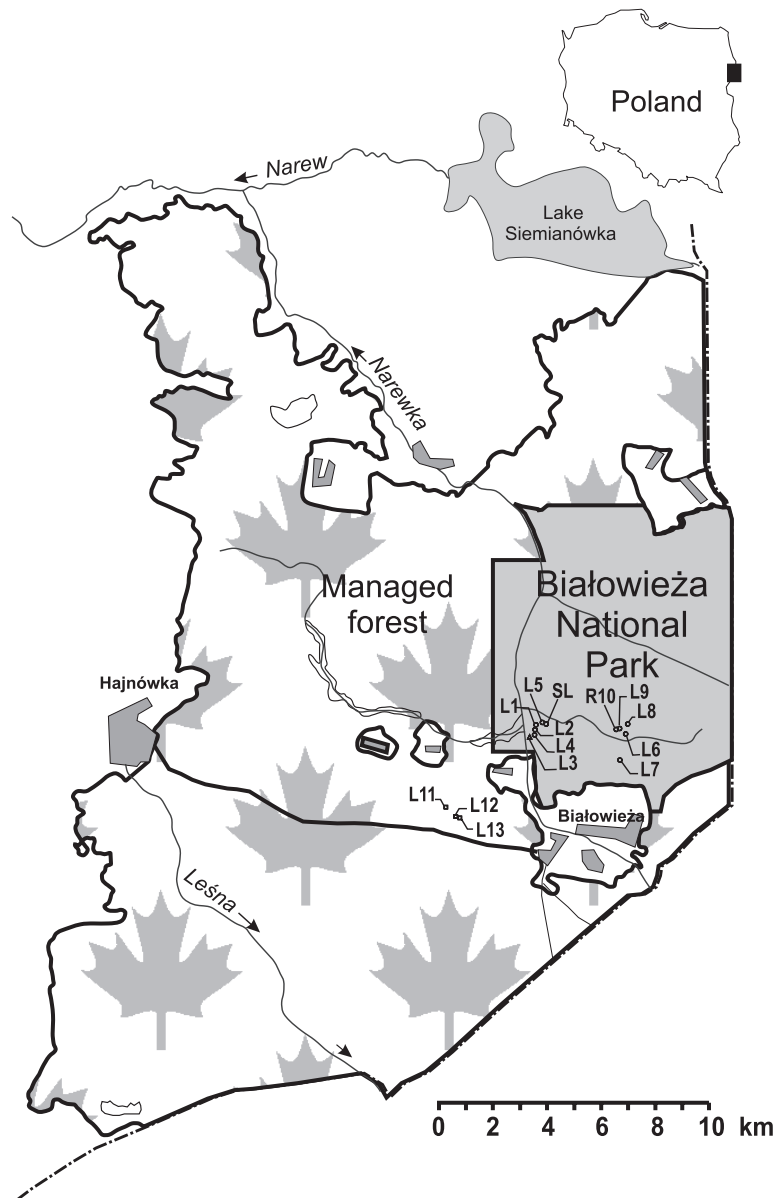 Poland
Narew
Lake
Siemianówka
Narewka
Managed
forest
Białowieża
National
Park
Hajnówka
L5
SL
L9
R10
L1
L8
L2
L4
L6
L3
L7
L11
L12
L13
Białowieża
Leśna
0 2 4 6 8 10 km